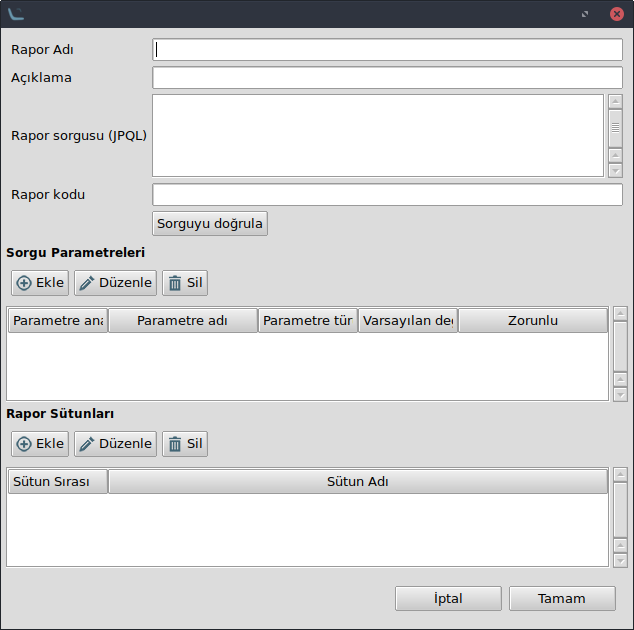 Rapor Adı
Açıklama
Rapor sorgusu (JPQL)
Rapor kodu
Sorguyu doğrula
Sorgu Parametreleri
Ekle Düzenle Sil
Parametre ana Parametre adı Parametre tür Varsayılan değ Zorunlu
Rapor Sütunları
Ekle Düzenle Sil
Sütun Sırası Sütun Adı
İptal Tamam